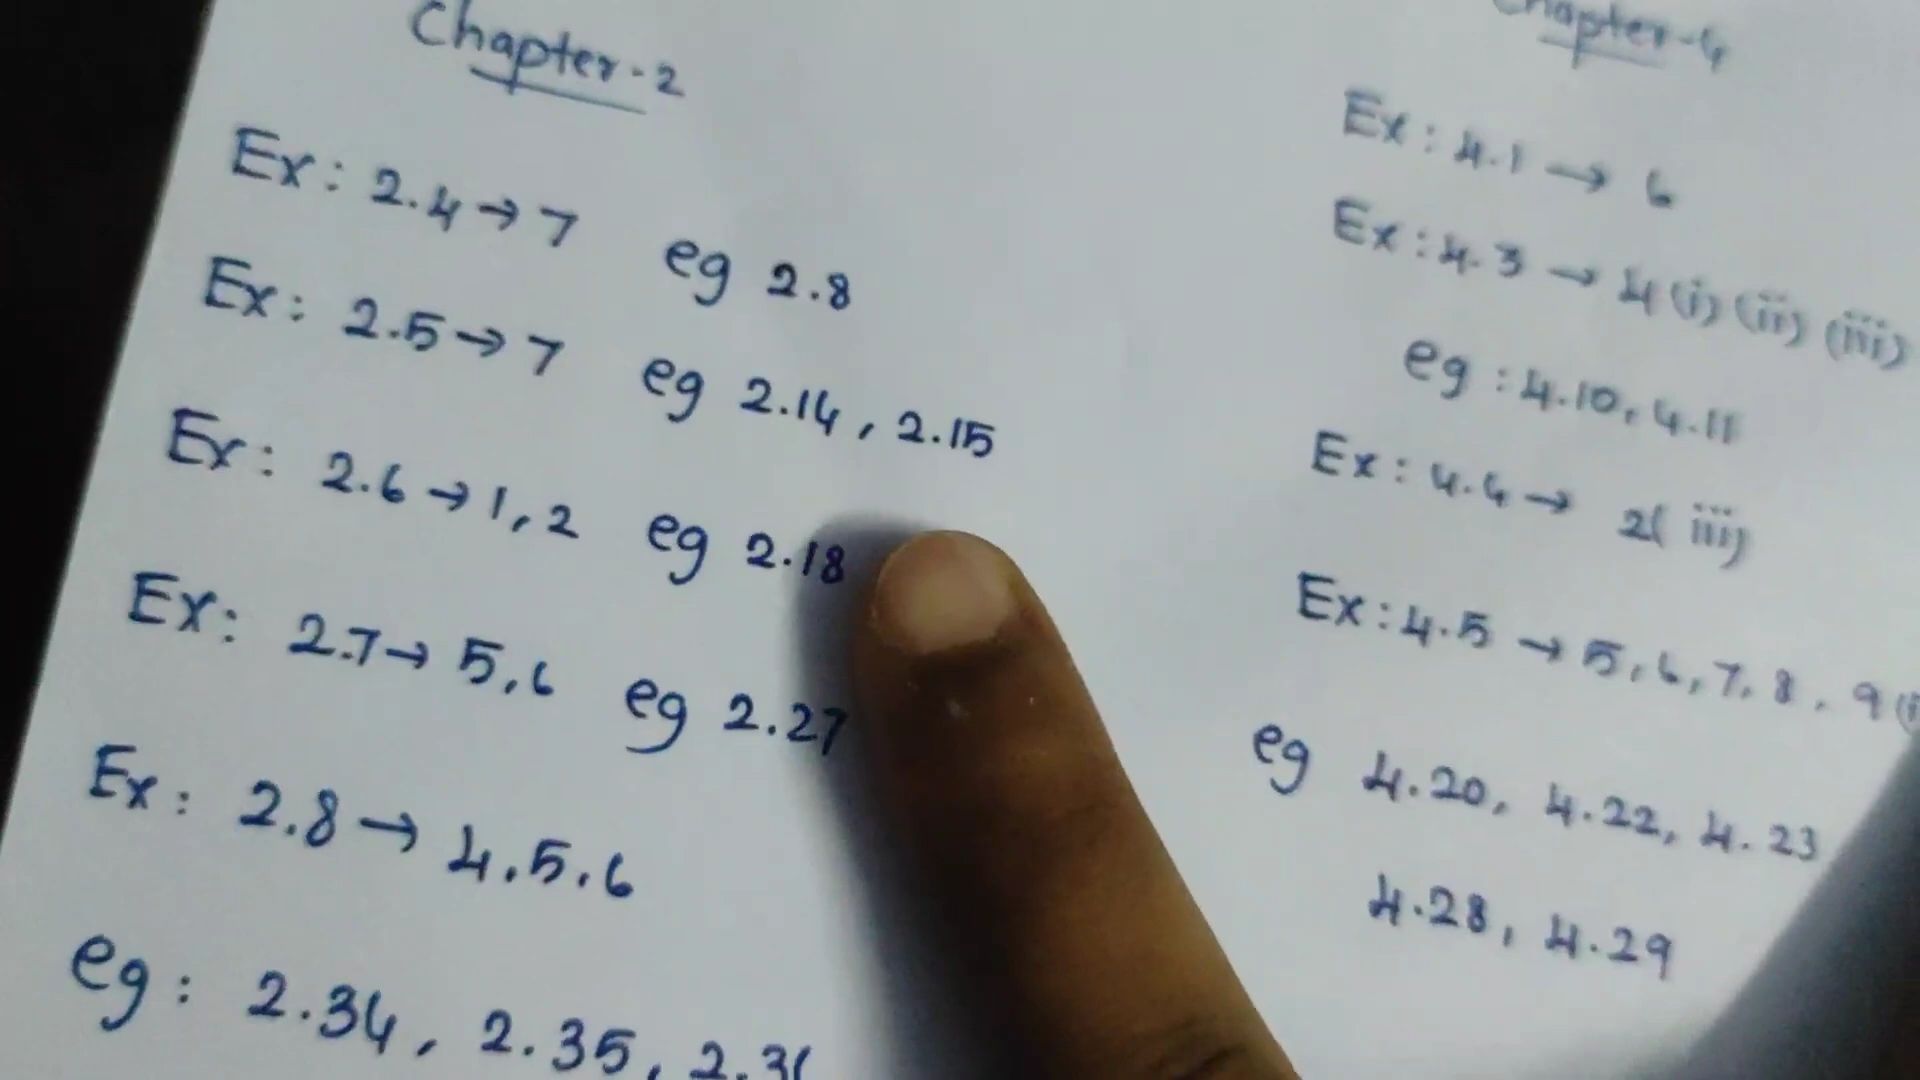 Chapter-2
Ex: 2.4→7 eg 2.8
Ex: 2.5→7 eg 2.14, 2.15
Ex: 2.6→1,2 eg 2.18
Ex: 2.7→5,6 eg 2.27
Ex: 2.8→4,5,6
eg: 2.34, 2.35,
Chapter-4
Ex: 4.1→6
Ex: 4.3→4(i)(ii)(iii)
eg: 4.10, 4.11
Ex: 4.4→2(iii)
Ex: 4.5→5,6,7,8,9
eg 4.20, 4.22, 4.23
4.28, 4.29